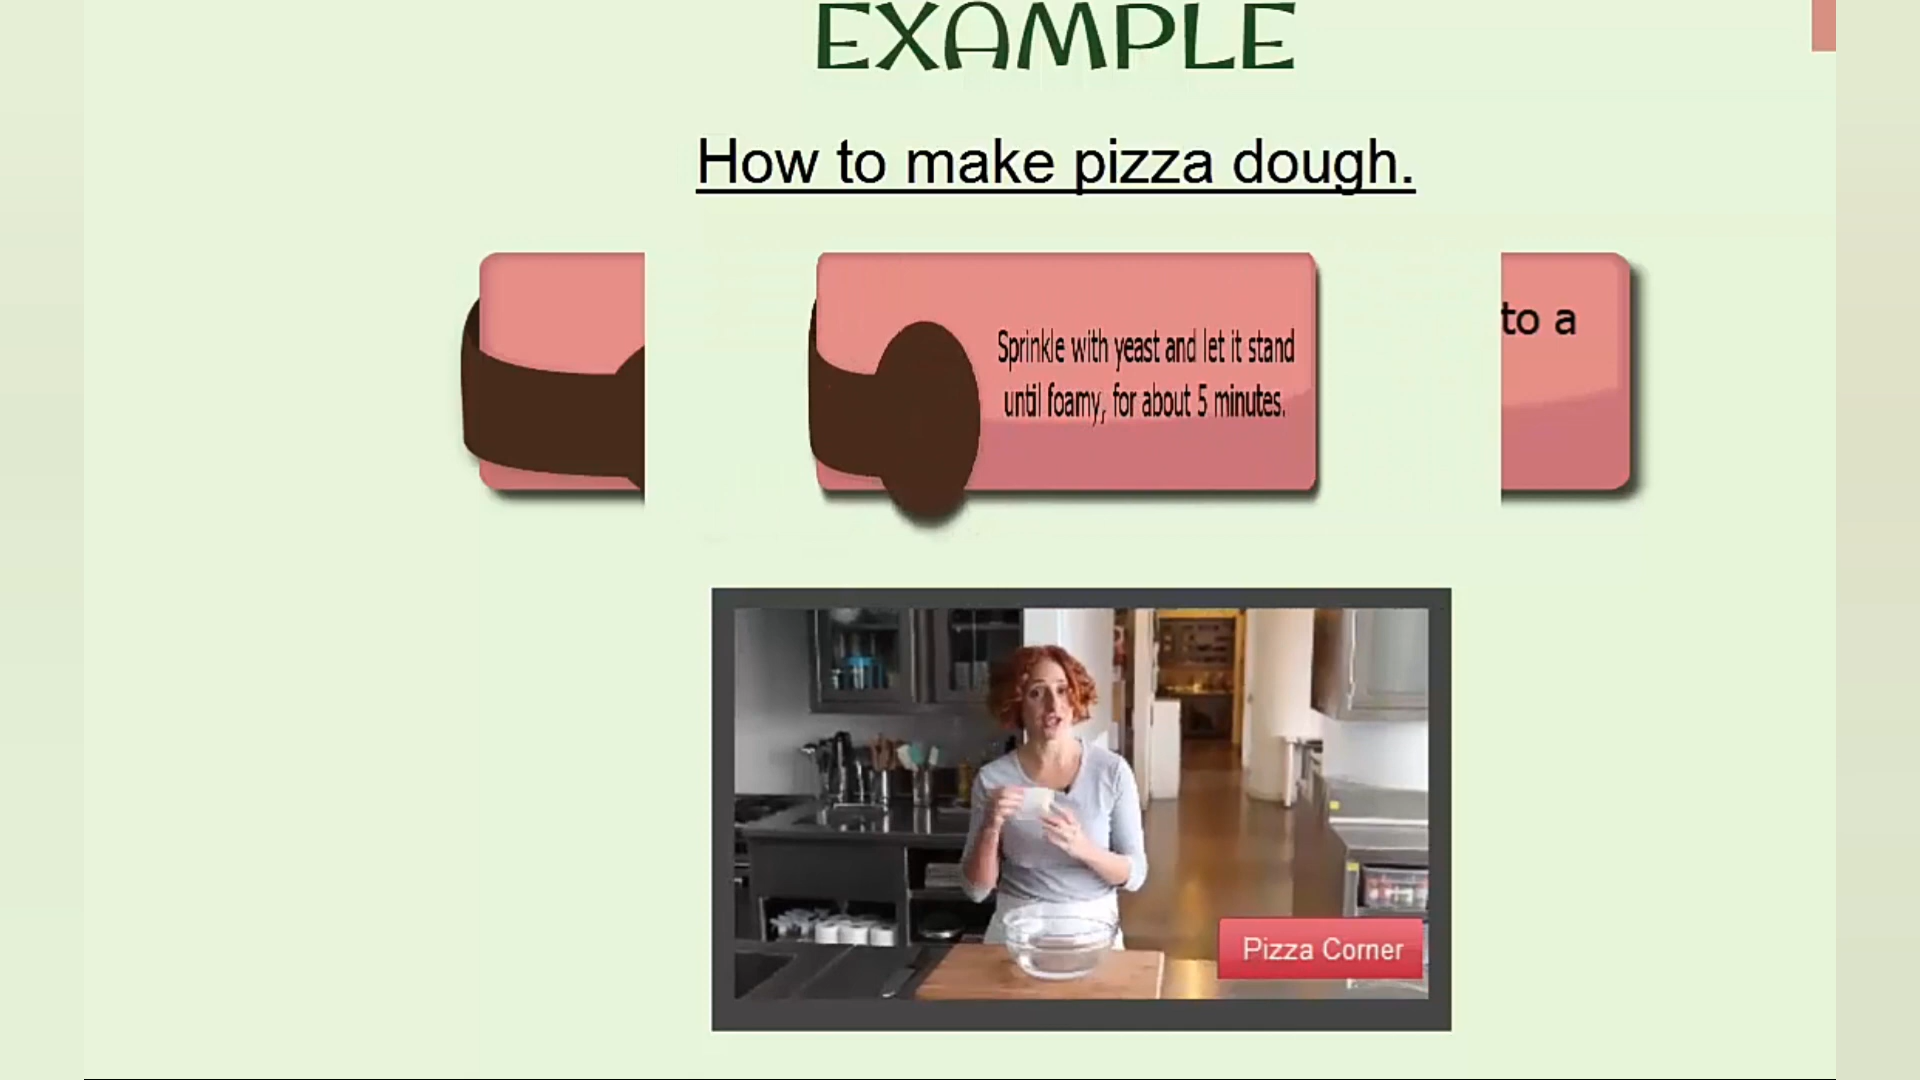 EXAMPLE
How to make pizza dough.
Sprinkle with yeast and let it stand
until foamy, for about 5 minutes.
to a
Pizza Corner